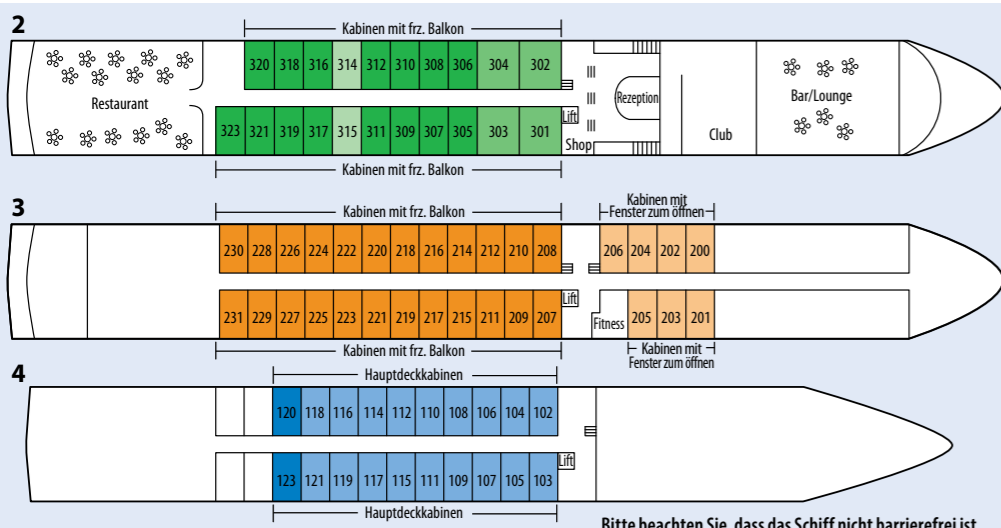 2
Kabinen mit frz. Balkon
320 318 316 314 312 310 308 306 304 302
Restaurant
Rezeption
Bar/Lounge
323 321 319 317 315 311 309 307 305 303 301
Lift
Shop
Club
Kabinen mit frz. Balkon
3
Kabinen mit frz. Balkon
Kabinen mit
Fenster zum öffnen
230 228 226 224 222 220 218 216 214 212 210 208
206 204 202 200
231 229 227 225 223 221 219 217 215 211 209 207
Lift
Fitness
205 203 201
Kabinen mit frz. Balkon
Kabinen mit
Fenster zum öffnen
4
Hauptdeckkabinen
120 118 116 114 112 110 108 106 104 102
123 121 119 117 115 111 109 107 105 103
Lift
Hauptdeckkabinen
Bitte beachten Sie, dass das Schiff nicht barrierefrei ist